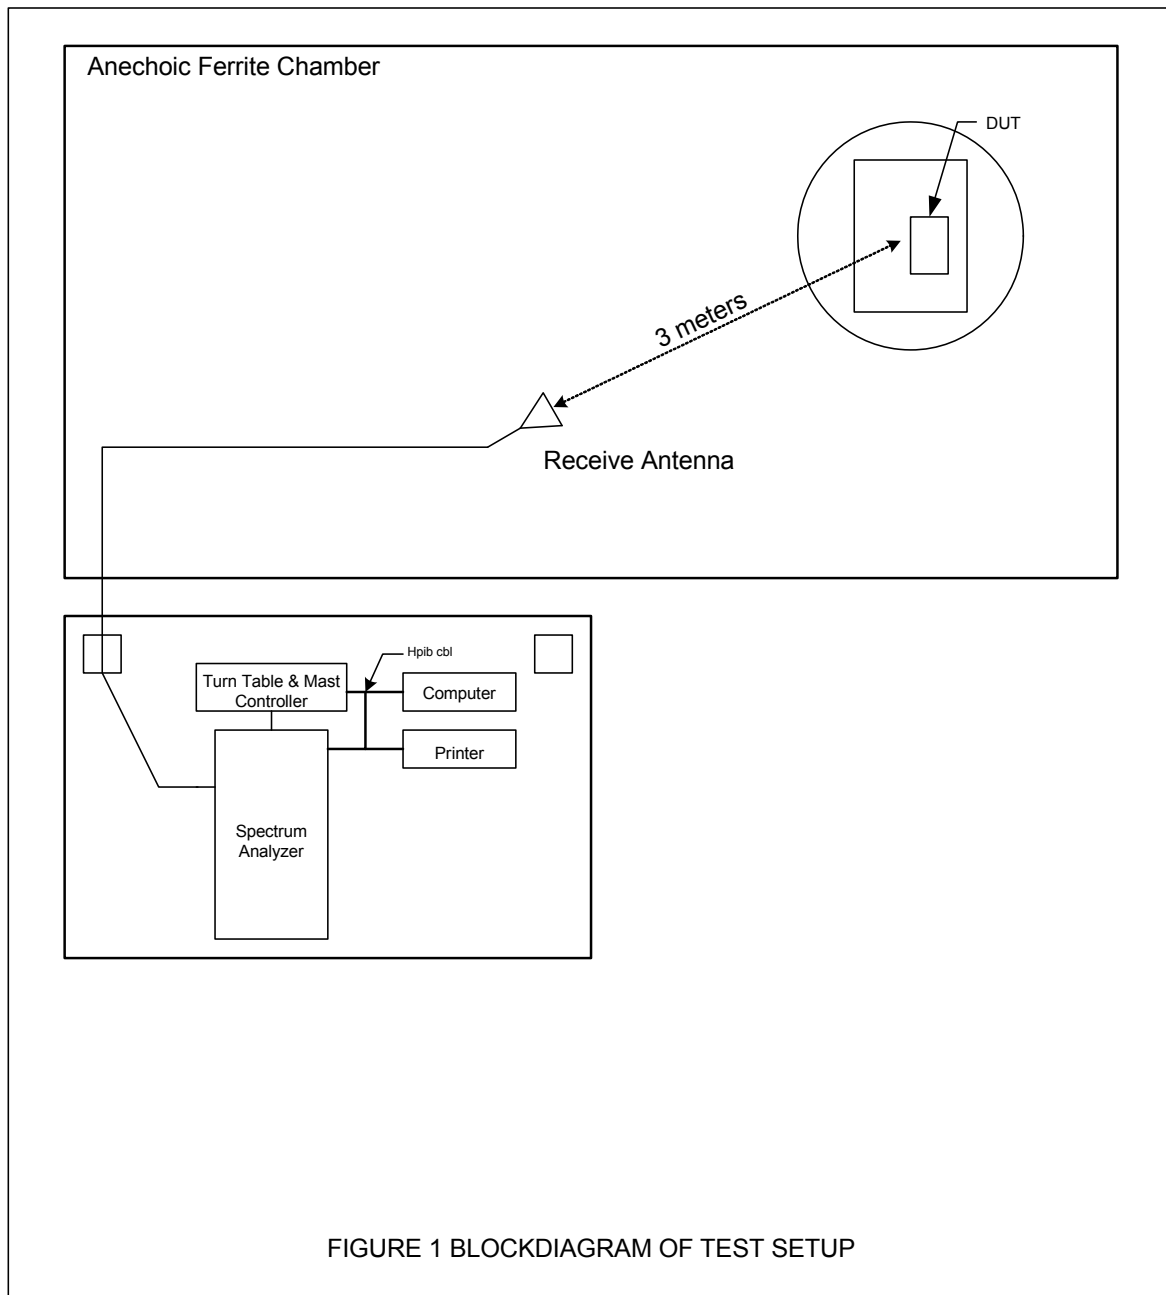 Anechoic Ferrite Chamber
DUT
3 meters
Receive Antenna
Hpib cbl
Turn Table & Mast
Controller
Computer
Printer
Spectrum
Analyzer
FIGURE 1 BLOCKDIAGRAM OF TEST SETUP